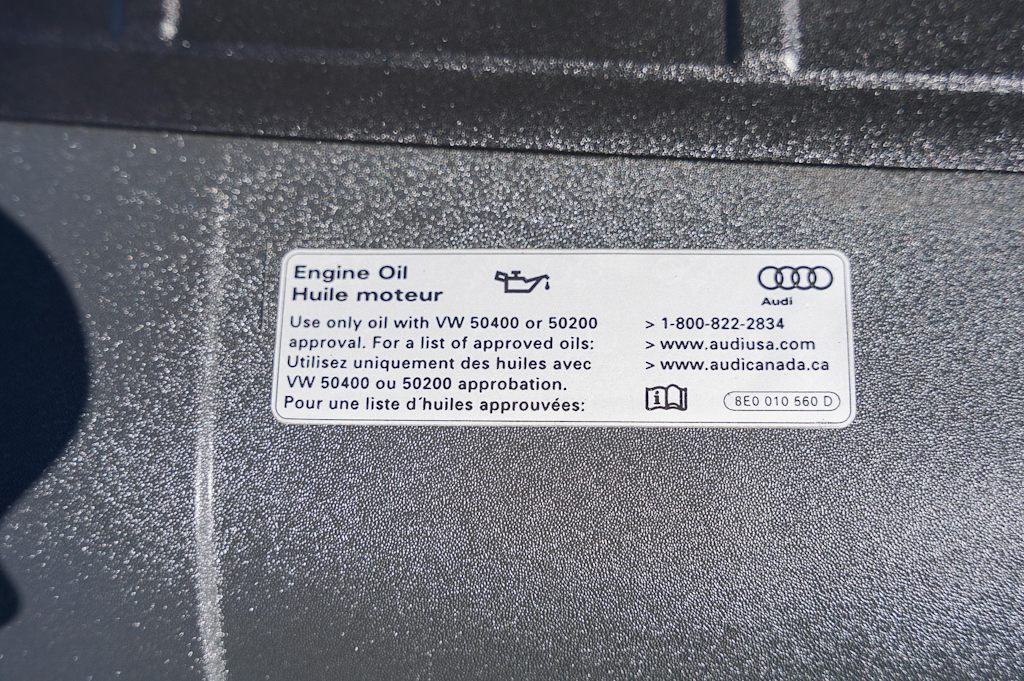 Engine Oil
Huile moteur
Audi
Use only oil with VW 50400 or 50200
approval. For a list of approved oils:
Utilisez uniquement des huiles avec
VW 50400 ou 50200 approbation.
Pour une liste d´huiles approuvées:
> 1-800-822-2834
> www.audiusa.com
> www.audicanada.ca
i
8E0 010 560 D